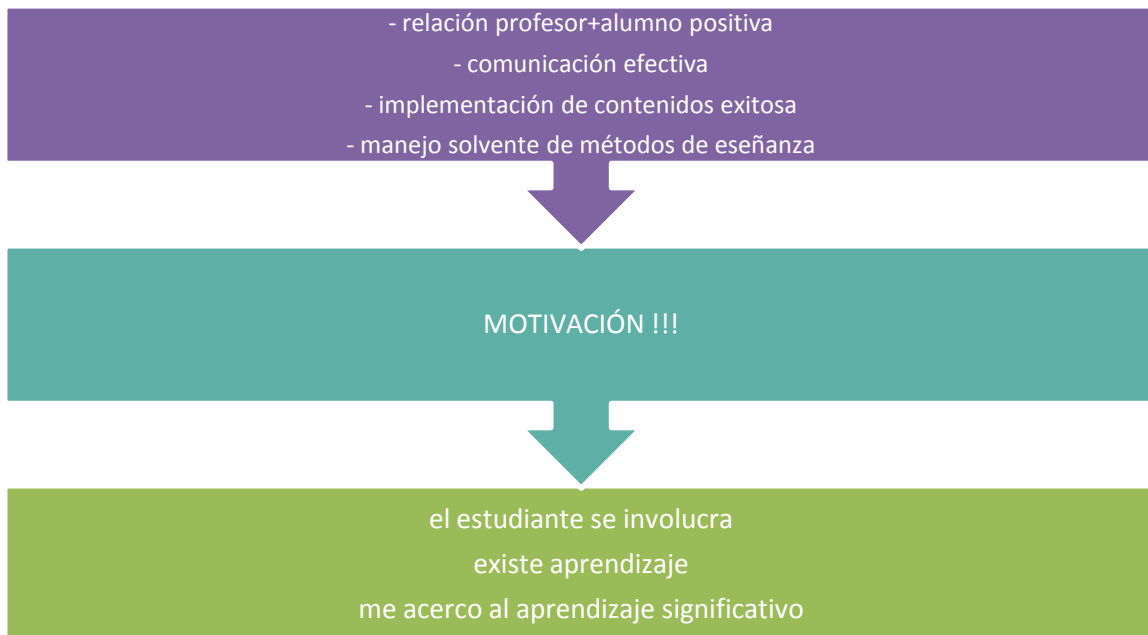 - relación profesor+alumno positiva
- comunicación efectiva
- implementación de contenidos exitosa
- manejo solvente de métodos de eseñanza
MOTIVACIÓN !!!
el estudiante se involucra
existe aprendizaje
me acerco al aprendizaje significativo